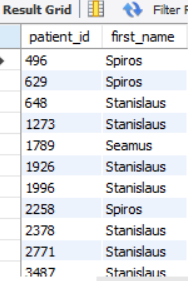 Result Grid Filter F
patient_id first_name
496 Spiros
629 Spiros
648 Stanislaus
1273 Stanislaus
1789 Seamus
1926 Stanislaus
1996 Stanislaus
2258 Spiros
2378 Stanislaus
2771 Stanislaus
3487 Stanislaus